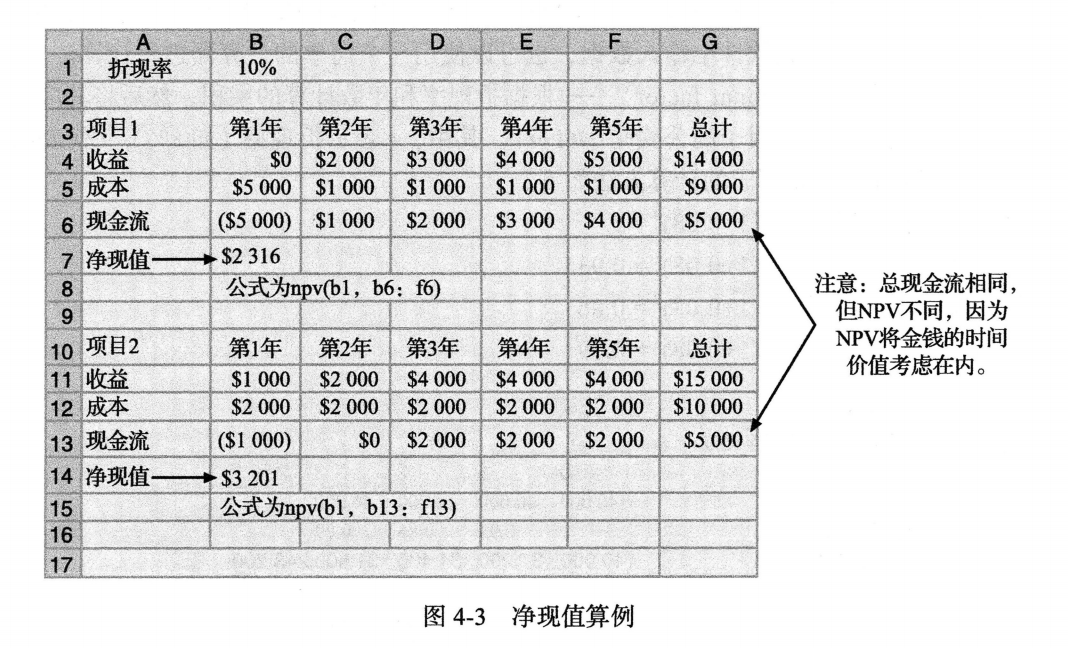 A B C D E F G
1 折现率 10%
2
3 项目1 第1年 第2年 第3年 第4年 第5年 总计
4 收益 $0 $2 000 $3 000 $4 000 $5 000 $14 000
5 成本 $5 000 $1 000 $1 000 $1 000 $1 000 $9 000
6 现金流 ($5 000) $1 000 $2 000 $3 000 $4 000 $5 000
7 净现值 $2 316
8 公式为npv(b1，b6：f6)
9
10 项目2 第1年 第2年 第3年 第4年 第5年 总计
11 收益 $1 000 $2 000 $4 000 $4 000 $4 000 $15 000
12 成本 $2 000 $2 000 $2 000 $2 000 $2 000 $10 000
13 现金流 ($1 000) $0 $2 000 $2 000 $2 000 $5 000
14 净现值 $3 201
15 公式为npv(b1，b13：f13)
16
17
注意：总现金流相同，
但NPV不同，因为
NPV将金钱的时间
价值考虑在内。
图 4-3 净现值算例